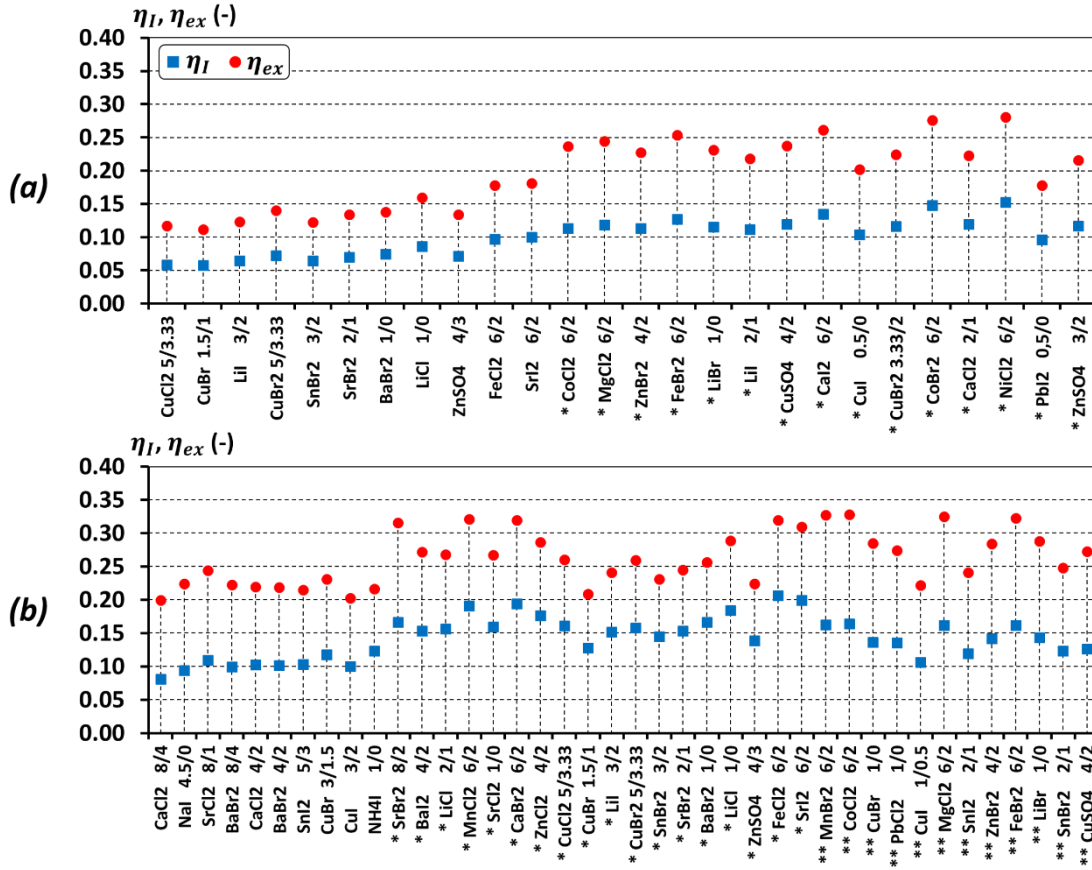 η_I, η_ex (-)
0.40
0.35
0.30
0.25
0.20
0.15
0.10
0.05
0.00
η_I
η_ex
(a)
CuCl2 5/3.33
CuBr 1.5/1
LiI 3/2
CuBr2 5/3.33
SnBr2 3/2
SrBr2 2/1
BaBr2 1/0
LiCl 1/0
ZnSO4 4/3
FeCl2 6/2
SrI2 6/2
* CoCl2 6/2
* MgCl2 6/2
* ZnBr2 4/2
* FeBr2 6/2
* LiBr 1/0
* LiI 2/1
* CuSO4 4/2
* CaI2 6/2
* CuI 0.5/0
* CuBr2 3.33/2
* CoBr2 6/2
* CaCl2 2/1
* NiCl2 6/2
* PbI2 0,5/0
* ZnSO4 3/2
η_I, η_ex (-)
0.40
0.35
0.30
0.25
0.20
0.15
0.10
0.05
0.00
(b)
CaCl2 8/4
NaI 4.5/0
SrCl2 8/1
BaBr2 8/4
CaCl2 4/2
BaBr2 4/2
SnI2 5/3
CuBr 3/1.5
CuI 3/2
NH4I 1/0
* SrBr2 8/2
* BaI2 4/2
* LiCl 2/1
* MnCl2 6/2
* SrCl2 1/0
* CaBr2 6/2
* ZnCl2 4/2
* CuCl2 5/3.33
* CuBr 1.5/1
* LiI 3/2
* CuBr2 5/3.33
* SnBr2 3/2
* SrBr2 2/1
* BaBr2 1/0
* LiCl 1/0
* ZnSO4 4/3
* FeCl2 6/2
* SrI2 6/2
** MnBr2 6/2
** CoCl2 6/2
** CuBr 1/0
** PbCl2 1/0
** CuI 1/0.5
** MgCl2 6/2
** SnI2 2/1
** ZnBr2 4/2
** FeBr2 6/2
** LiBr 1/0
** SnBr2 2/1
** CuSO4 4/2